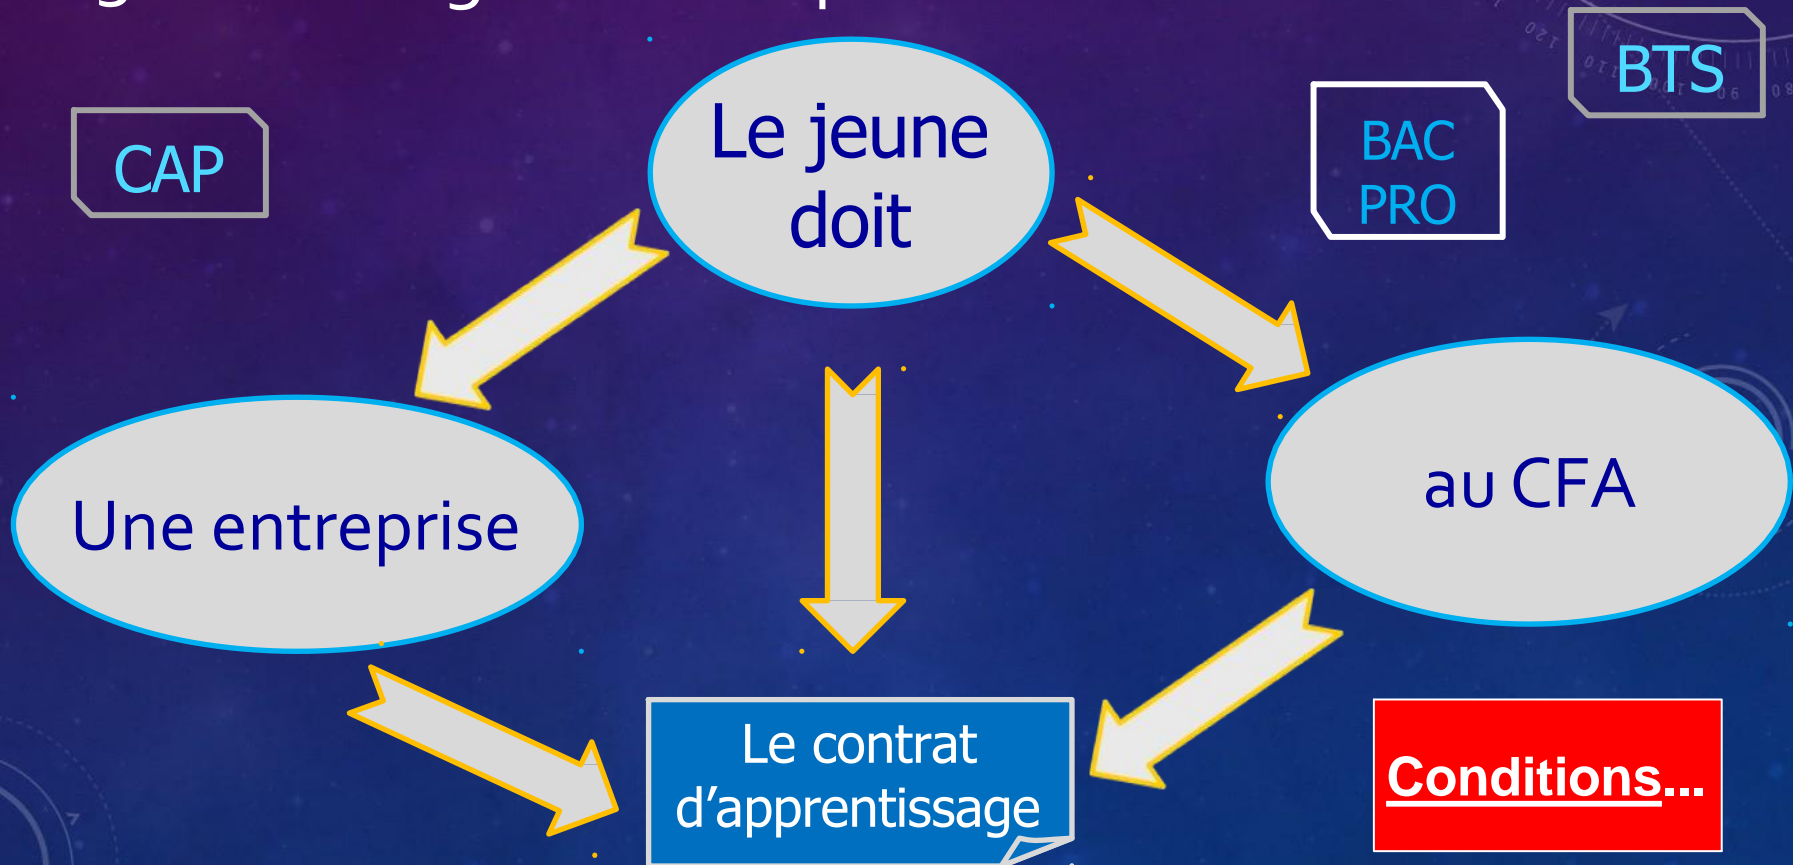 BTS
CAP
Le jeune
doit
BAC
PRO
Une entreprise
au CFA
Le contrat
d’apprentissage
Conditions...